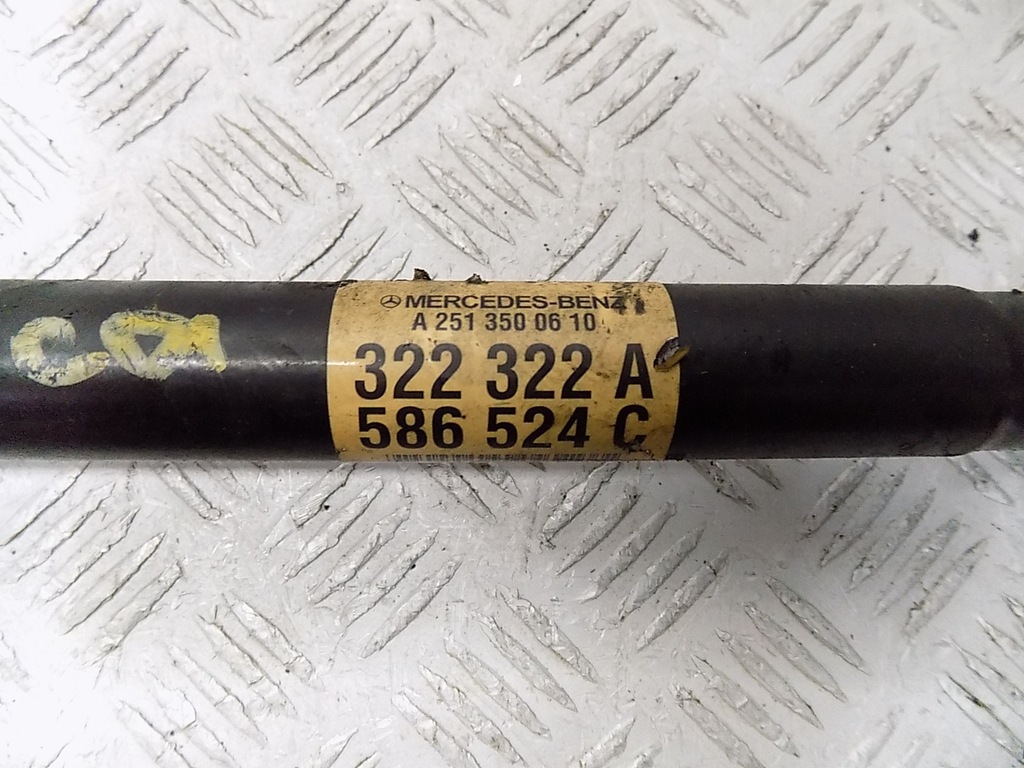 MERCEDES-BENZ
A 251 350 06 10
322 322 A
586 524 C